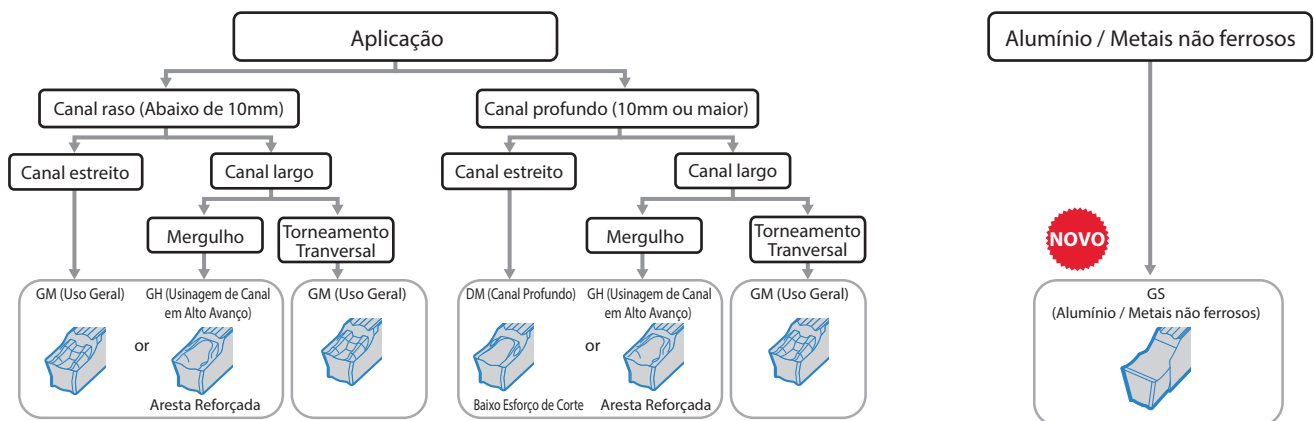 Aplicação
Alumínio / Metais não ferrosos
Canal raso (Abaixo de 10mm)
Canal profundo (10mm ou maior)
Canal estreito
Canal largo
Canal estreito
Canal largo
Mergulho
Torneamento
Tranversal
Mergulho
Torneamento
Tranversal
NOVO
GM (Uso Geral)
GH (Usinagem de Canal
em Alto Avanço)
GM (Uso Geral)
DM (Canal Profundo)
GH (Usinagem de Canal
em Alto Avanço)
GM (Uso Geral)
GS
(Alumínio / Metais não ferrosos)
or
or
Aresta Reforçada
Baixo Esforço de Corte
Aresta Reforçada